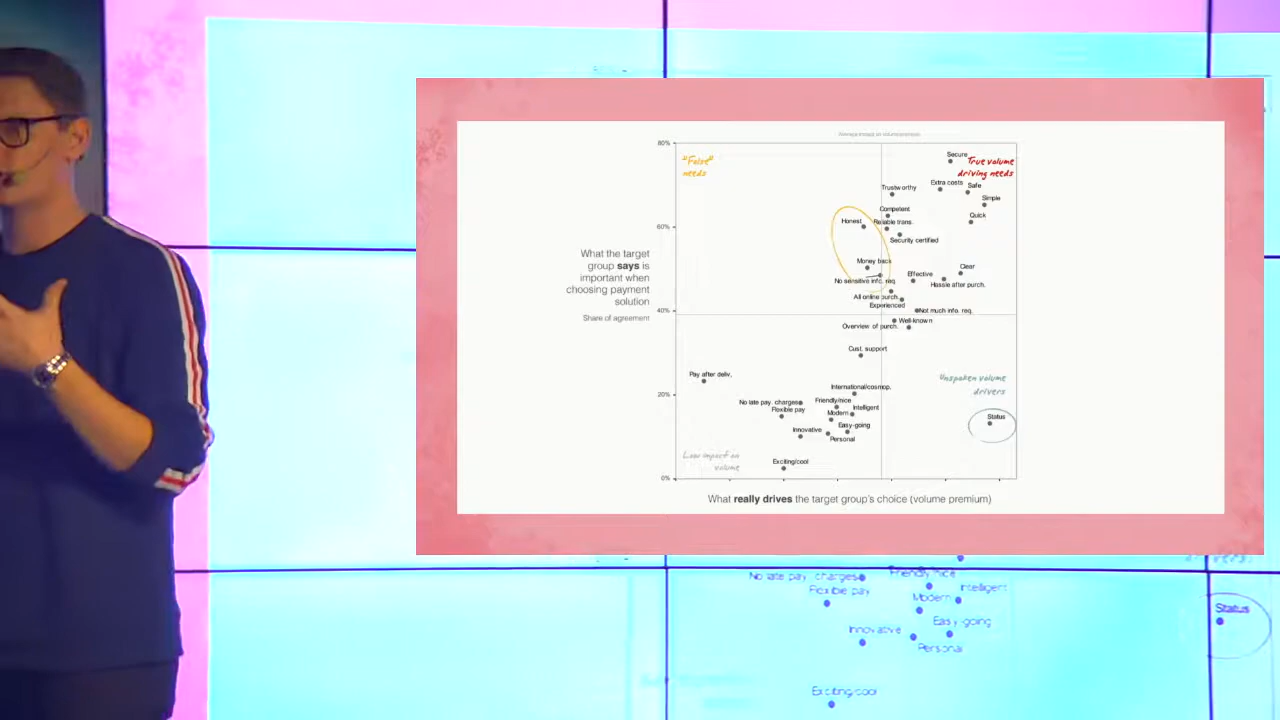 Average impact on volume premium
80%
Secure
"False"
needs
True volume
driving needs
Extra costs
Safe
Trustworthy
Simple
Competent
Quick
Honest
Reliable trans.
60%
Security certified
What the target
group says is
important when
choosing payment
solution
Share of agreement
Money back
Clear
Effective
No sensitive info. req.
Hassle after purch.
All online purch.
Experienced
40%
Not much info. req.
Well-known
Overview of purch.
Cust. support
Pay after deliv.
Unspoken volume
drivers
International/cosmop.
20%
No late pay. charges
Friendly/nice
Flexible pay
Intelligent
Modern
Status
Easy-going
Innovative
Personal
Low impact on
volume
Exciting/cool
0%
What really drives the target group's choice (volume premium)
drivers
No late pay. charges
Friendly/nice
Flexible pay
Intelligent
Modern
Status
Easy-going
Innovative
Personal
Exciting/cool